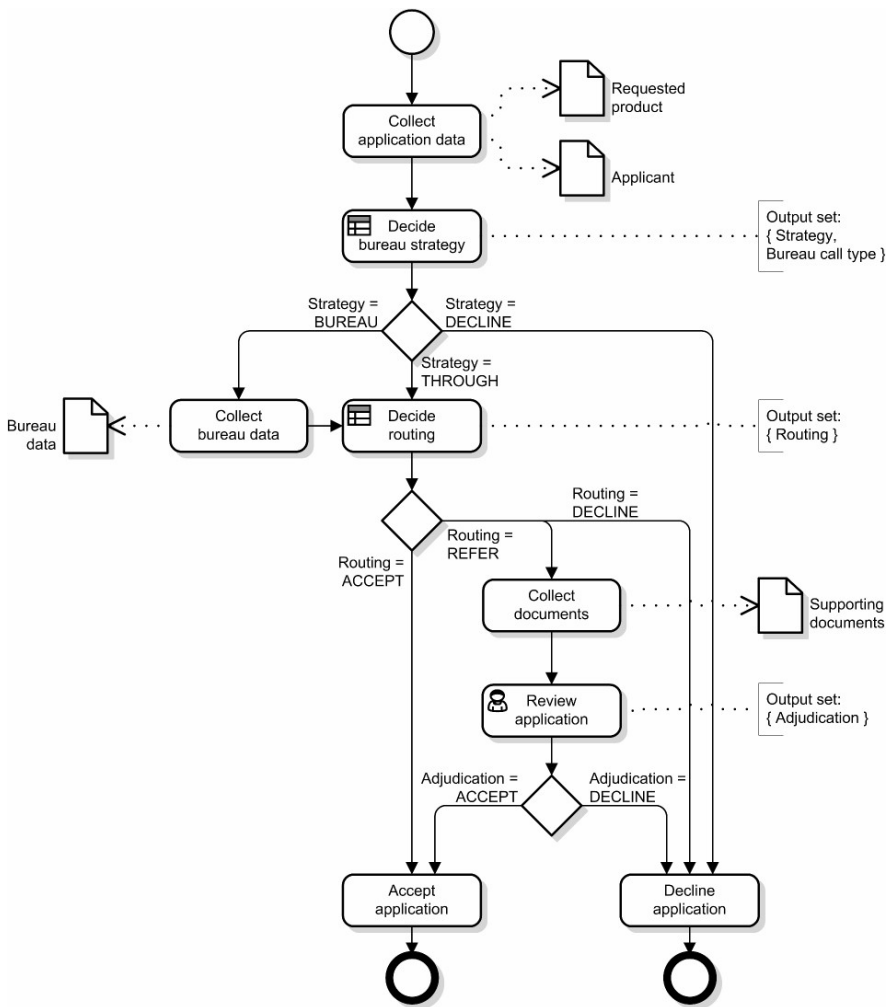 Collect
application data
Requested
product
Applicant
Decide
bureau strategy
Output set:
{ Strategy,
Bureau call type }
Strategy =
BUREAU
Strategy =
DECLINE
Strategy =
THROUGH
Bureau
data
Collect
bureau data
Decide
routing
Output set:
{ Routing }
Routing =
DECLINE
Routing =
REFER
Routing =
ACCEPT
Collect
documents
Supporting
documents
Review
application
Output set:
{ Adjudication }
Adjudication =
ACCEPT
Adjudication =
DECLINE
Accept
application
Decline
application